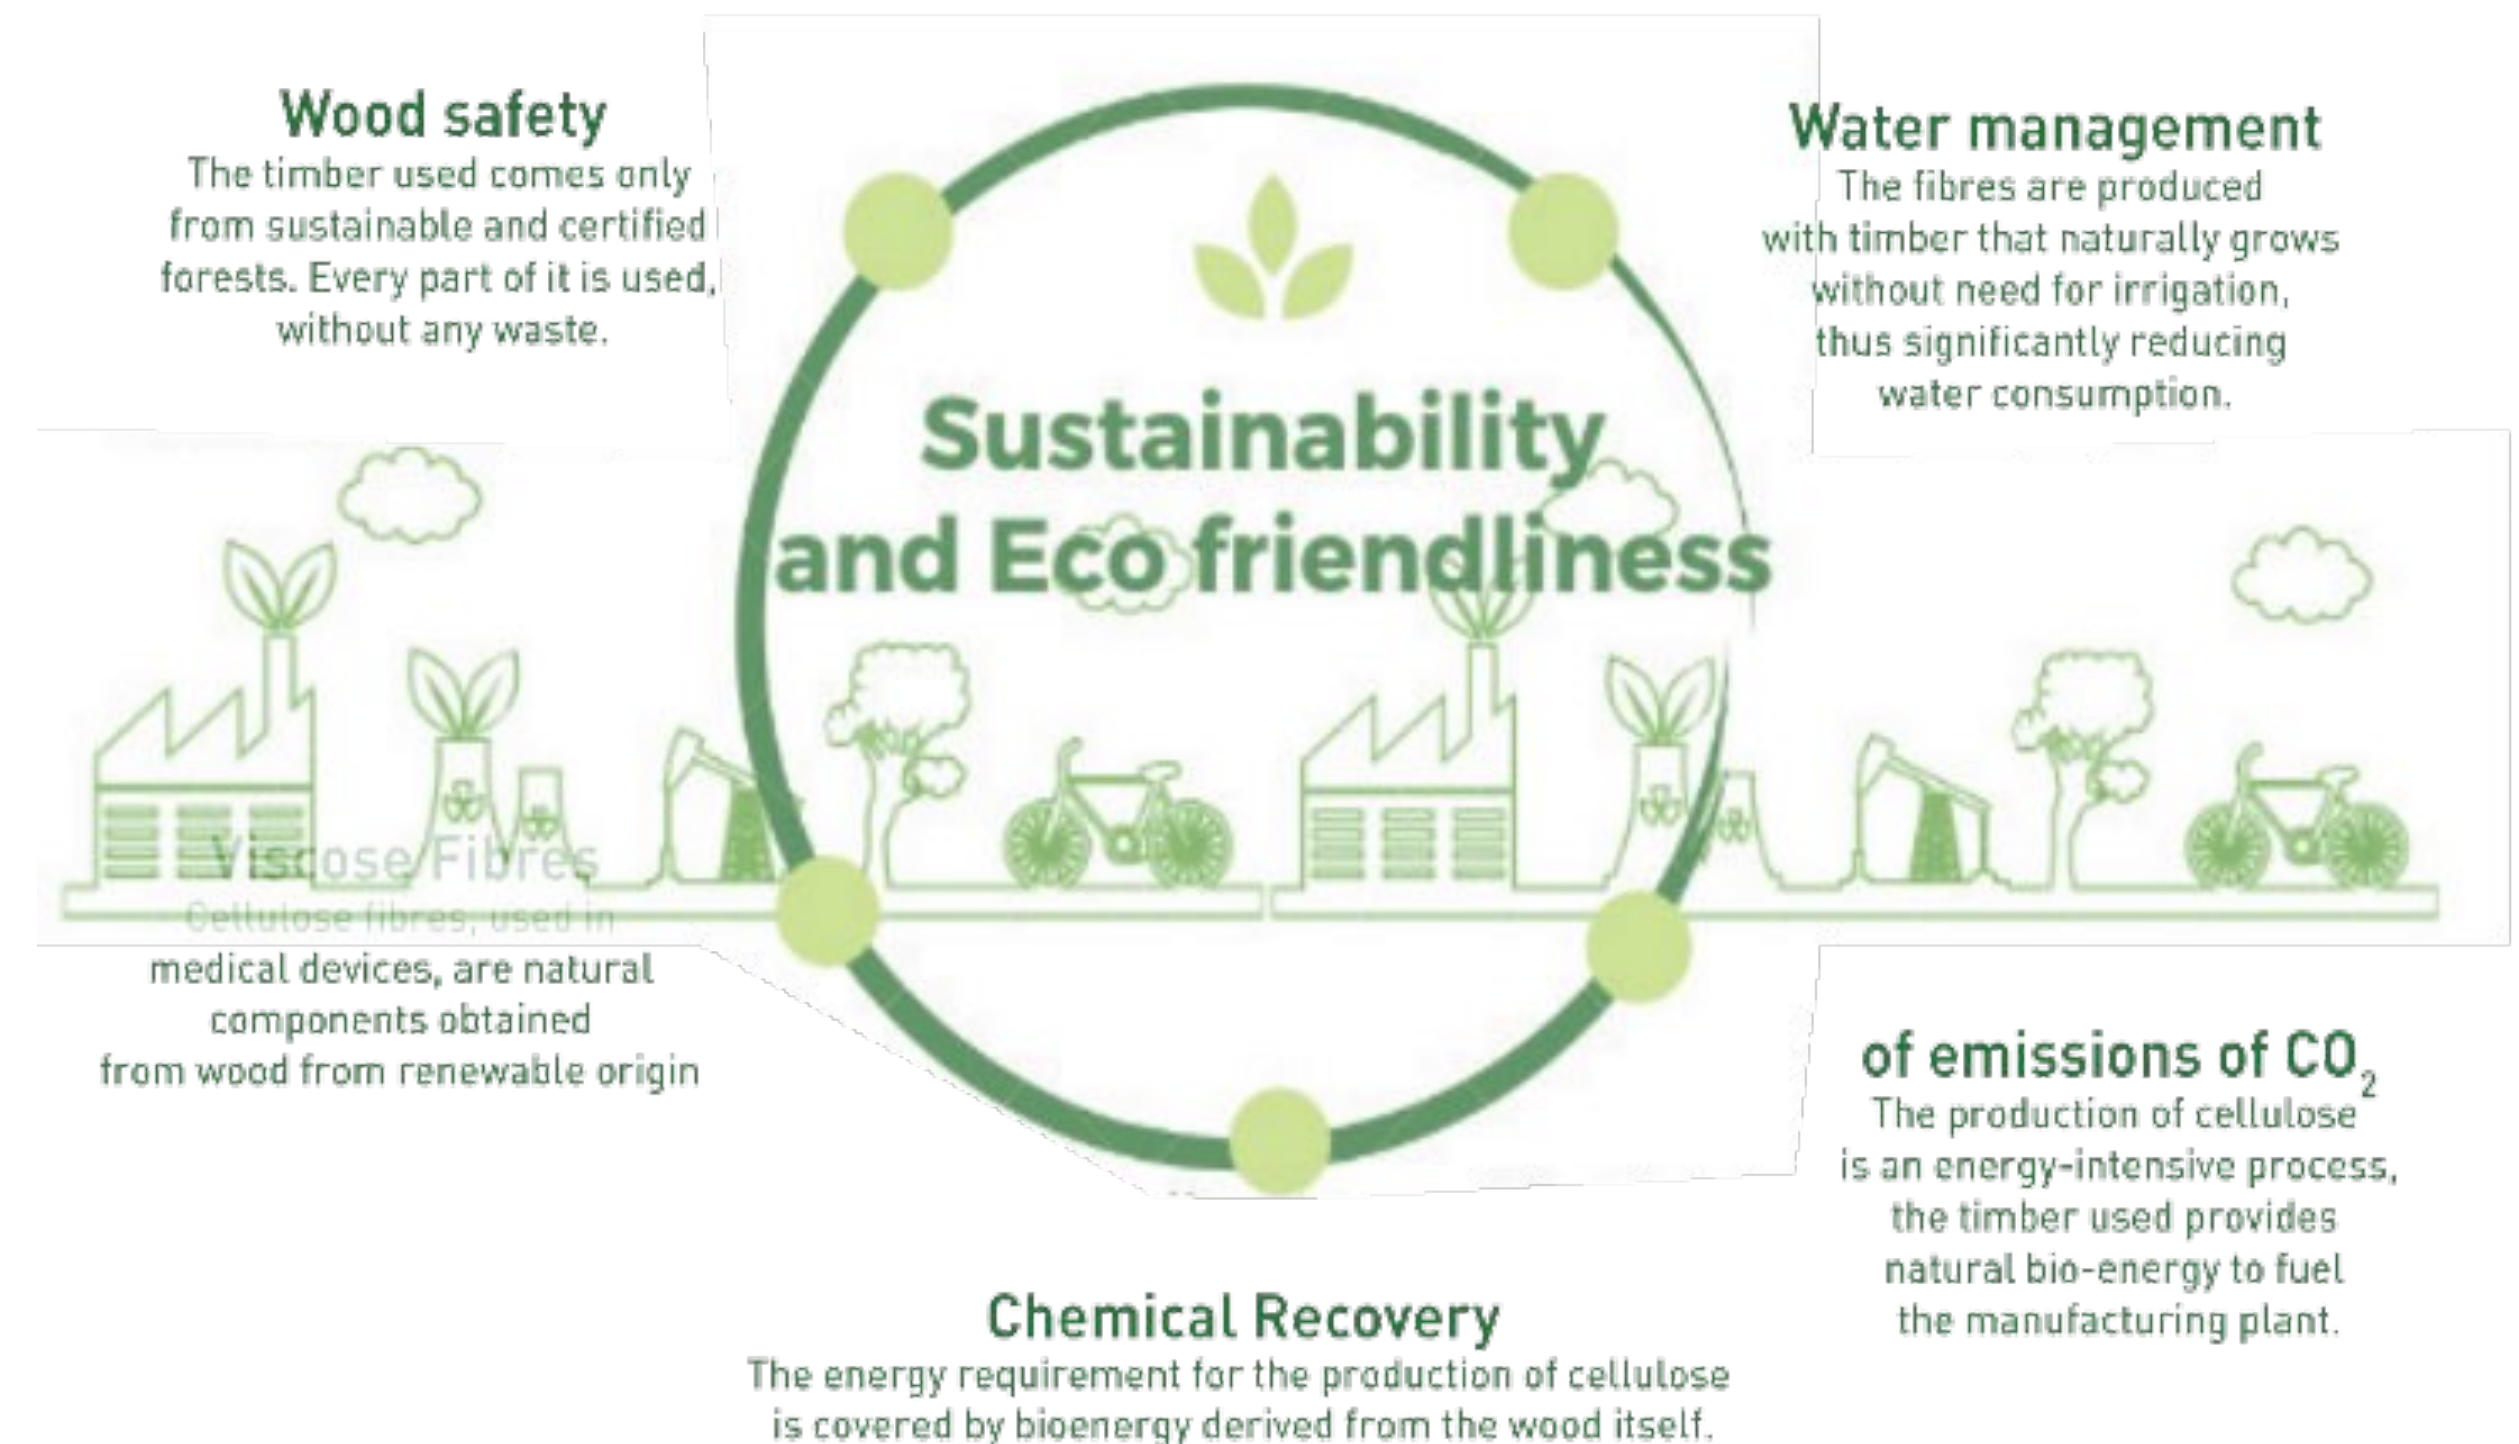 Wood safety
The timber used comes only
from sustainable and certified
forests. Every part of it is used,
without any waste.
Water management
The fibres are produced
with timber that naturally grows
without need for irrigation,
thus significantly reducing
water consumption.
Sustainability
and Eco friendliness
Viscose Fibres
Cellulose fibres, used in
medical devices, are natural
components obtained
from wood from renewable origin
of emissions of CO₂
The production of cellulose
is an energy-intensive process,
the timber used provides
natural bio-energy to fuel
the manufacturing plant.
Chemical Recovery
The energy requirement for the production of cellulose
is covered by bioenergy derived from the wood itself.